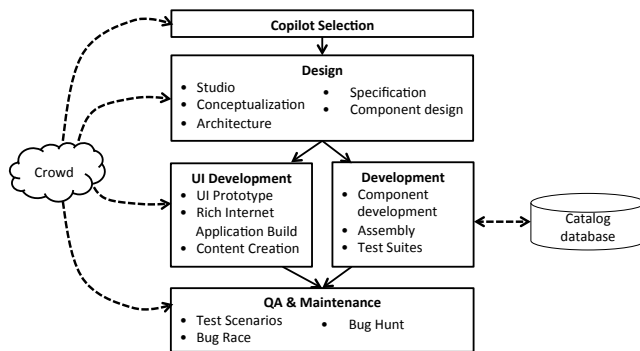 Copilot Selection
Design
• Studio
• Conceptualization
• Architecture
• Specification
• Component design
Crowd
UI Development
• UI Prototype
• Rich Internet
Application Build
• Content Creation
Development
• Component
development
• Assembly
• Test Suites
Catalog
database
QA & Maintenance
• Test Scenarios
• Bug Race
• Bug Hunt